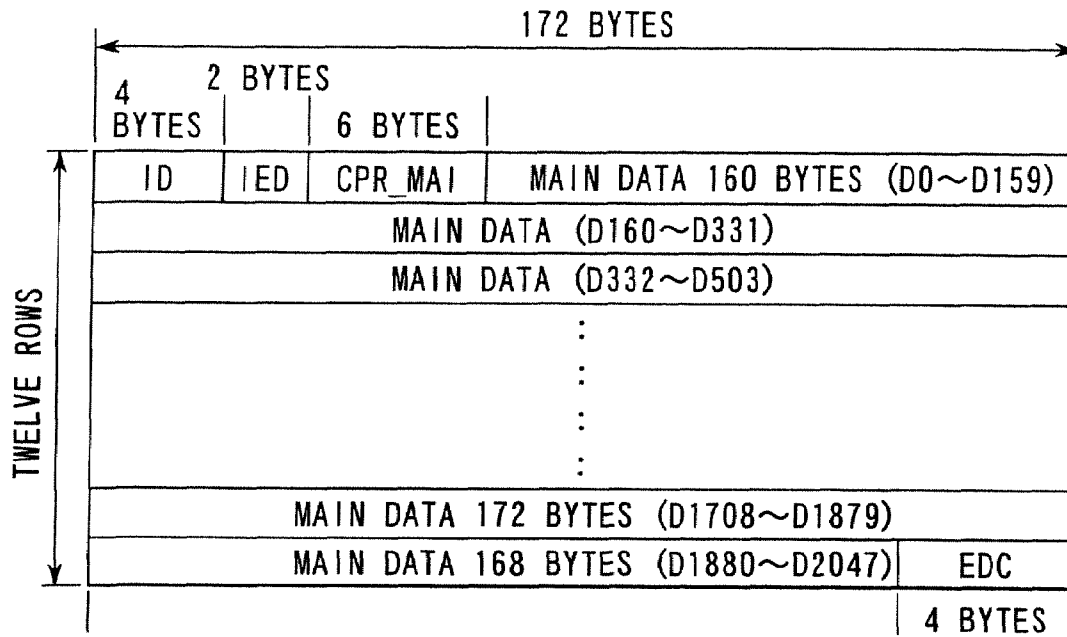 172 BYTES
4 BYTES
2 BYTES
6 BYTES
ID
IED
CPR_MAI
MAIN DATA 160 BYTES (D0~D159)
MAIN DATA (D160~D331)
MAIN DATA (D332~D503)
TWELVE ROWS
MAIN DATA 172 BYTES (D1708~D1879)
MAIN DATA 168 BYTES (D1880~D2047)
EDC
4 BYTES